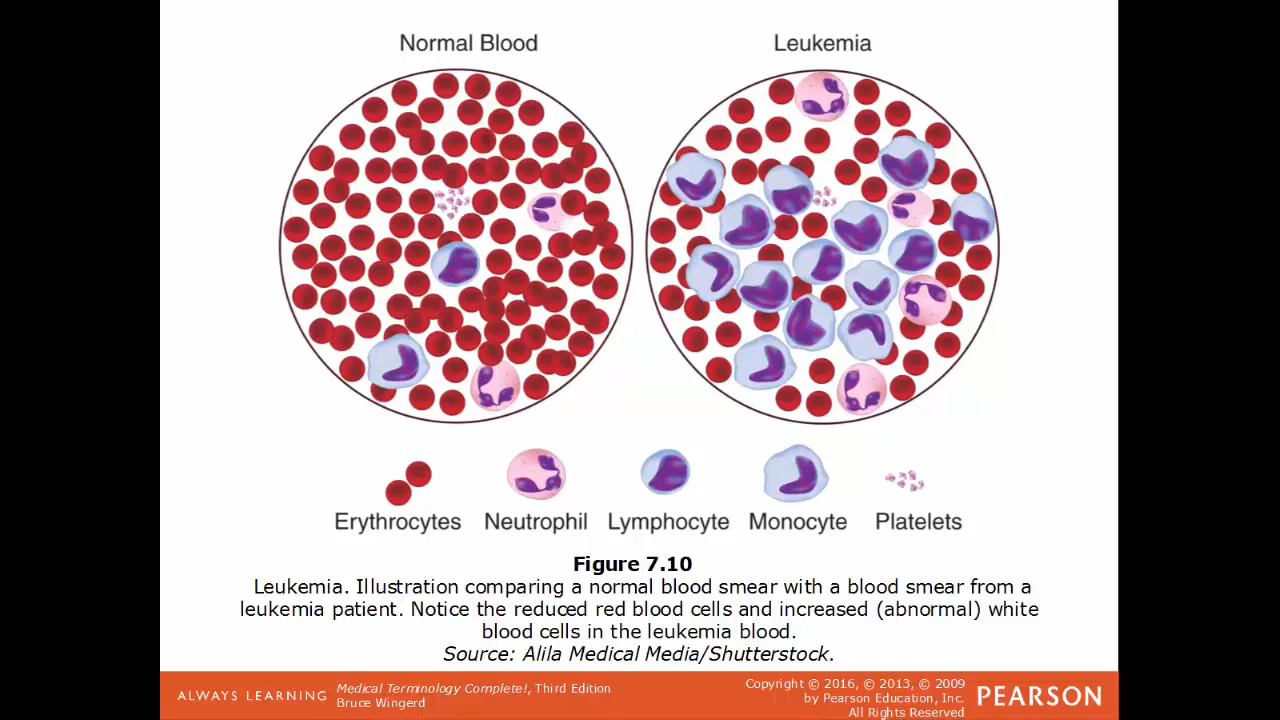 Normal Blood
Leukemia
Erythrocytes
Neutrophil
Lymphocyte
Monocyte
Platelets
Figure 7.10
Leukemia. Illustration comparing a normal blood smear with a blood smear from a
leukemia patient. Notice the reduced red blood cells and increased (abnormal) white
blood cells in the leukemia blood.
Source: Alila Medical Media/Shutterstock.
ALWAYS LEARNING
Medical Terminology Complete!, Third Edition
Bruce Wingerd
Copyright © 2016, © 2013, © 2009
by Pearson Education, Inc.
All Rights Reserved
PEARSON